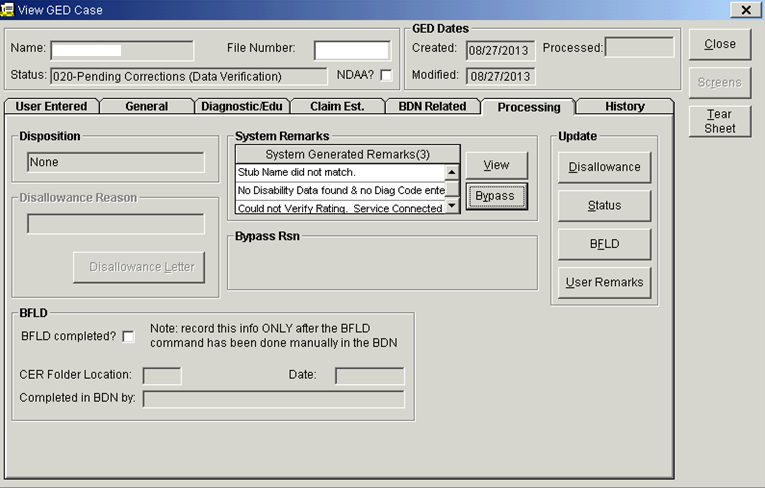 View GED Case
GED Dates
Name: File Number: Created: 08/27/2013 Processed: Close
Status: 020-Pending Corrections (Data Verification) NDAA? Modified: 08/27/2013 Screens
User Entered General Diagnostic/Edu Claim Est. BDN Related Processing History Tear
Sheet
Disposition System Remarks Update
None System Generated Remarks(3) View Disallowance
Stub Name did not match.
No Disability Data found & no Diag Code ente Bypass
Disallowance Reason Could not Verify Rating. Service Connected Status
Bypass Rsn BFLD
Disallowance Letter User Remarks
BFLD
BFLD completed? Note: record this info ONLY after the BFLD
command has been done manually in the BDN
CER Folder Location: Date:
Completed in BDN by: